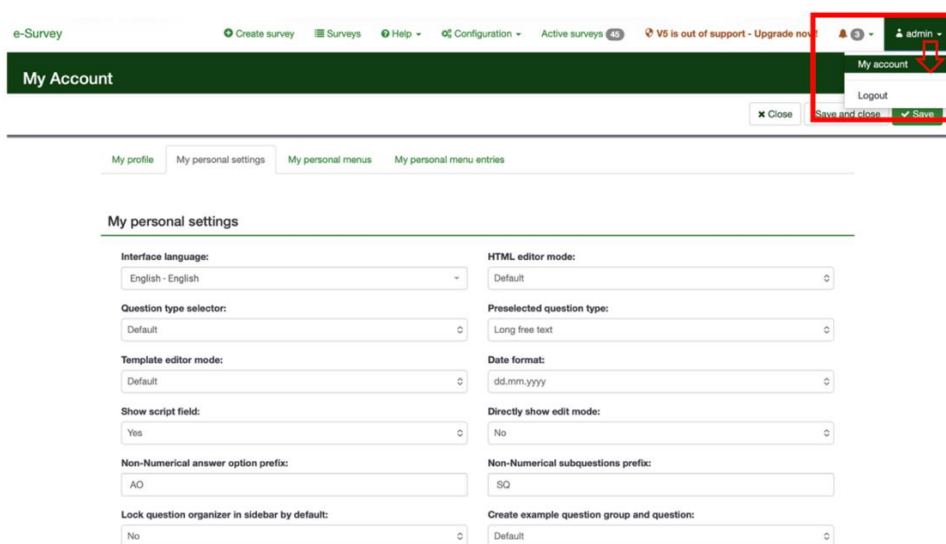 e-Survey Create survey Surveys Help Configuration Active surveys 45 V5 is out of support - Upgrade now! 3 admin
My Account
My account
Logout
Close Save and close Save
My profile My personal settings My personal menus My personal menu entries
My personal settings
Interface language: HTML editor mode:
English - English Default
Question type selector: Preselected question type:
Default Long free text
Template editor mode: Date format:
Default dd.mm.yyyy
Show script field: Directly show edit mode:
Yes No
Non-Numerical answer option prefix: Non-Numerical subquestions prefix:
AO SQ
Lock question organizer in sidebar by default: Create example question group and question:
No Default